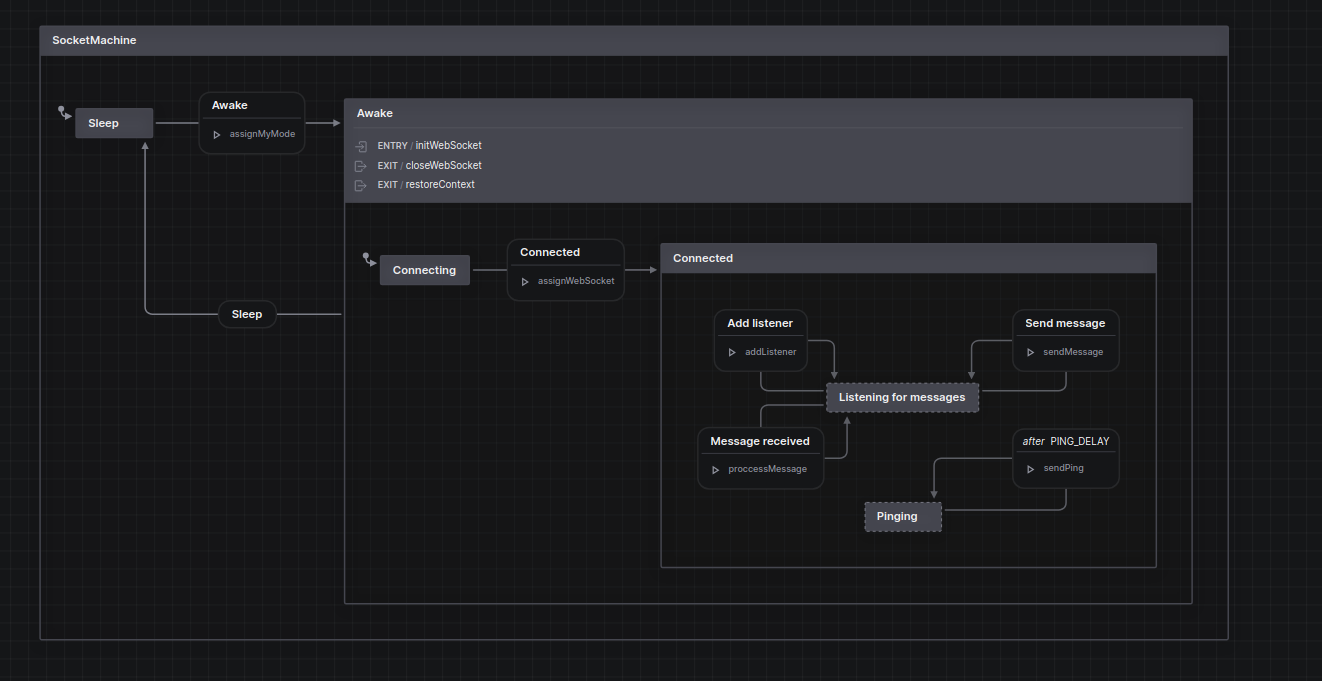 SocketMachine
Sleep
Awake
assignMyMode
Awake
ENTRY / initWebSocket
EXIT / closeWebSocket
EXIT / restoreContext
Connecting
Connected
assignWebSocket
Connected
Sleep
Add listener
addListener
Send message
sendMessage
Listening for messages
Message received
proccessMessage
after PING_DELAY
sendPing
Pinging